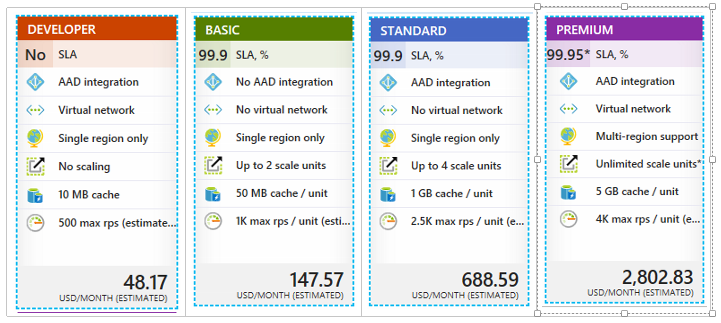 DEVELOPER
No SLA
AAD integration
Virtual network
Single region only
No scaling
10 MB cache
500 max rps (estimate...
48.17
USD/MONTH (ESTIMATED)
BASIC
99.9 SLA, %
No AAD integration
No virtual network
Single region only
Up to 2 scale units
50 MB cache / unit
1K max rps / unit (esti...
147.57
USD/MONTH (ESTIMATED)
STANDARD
99.9 SLA, %
AAD integration
No virtual network
Single region only
Up to 4 scale units
1 GB cache / unit
2.5K max rps / unit (e...
688.59
USD/MONTH (ESTIMATED)
PREMIUM
99.95* SLA, %
AAD integration
Virtual network
Multi-region support
Unlimited scale units*
5 GB cache / unit
4K max rps / unit (e...
2,802.83
USD/MONTH (ESTIMATED)